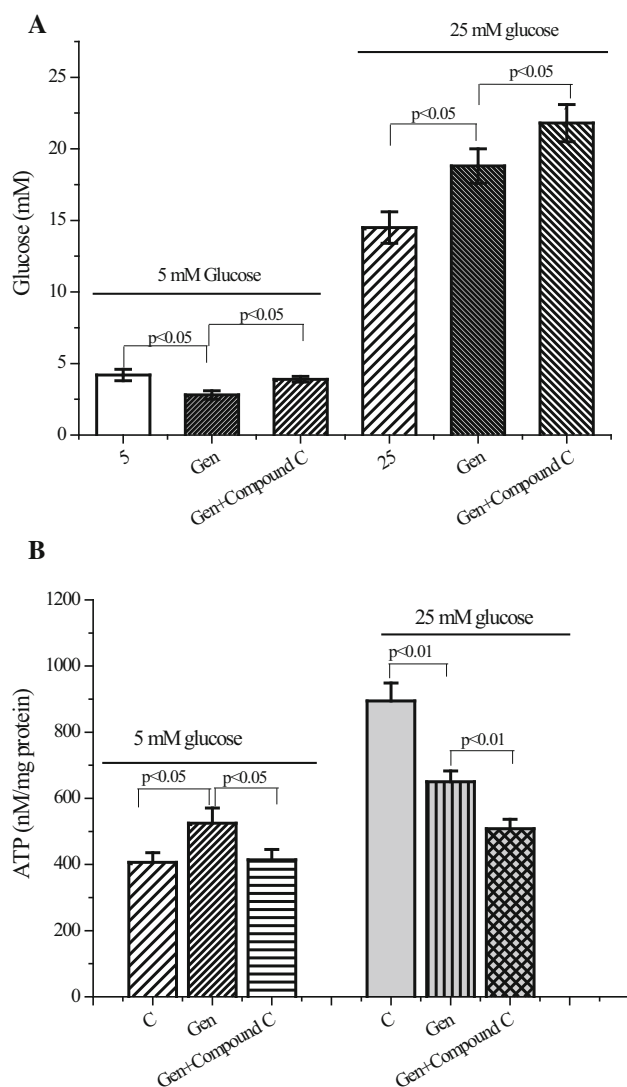 A
25 mM glucose
p<0.05
p<0.05
5 mM Glucose
p<0.05
p<0.05
Glucose (mM)
25
20
15
10
5
0
5
Gen
Gen+Compound C
25
Gen
Gen+Compound C
B
25 mM glucose
p<0.01
p<0.01
5 mM glucose
p<0.05
p<0.05
ATP (nM/mg protein)
1200
1000
800
600
400
200
0
C
Gen
Gen+Compound C
C
Gen
Gen+Compound C